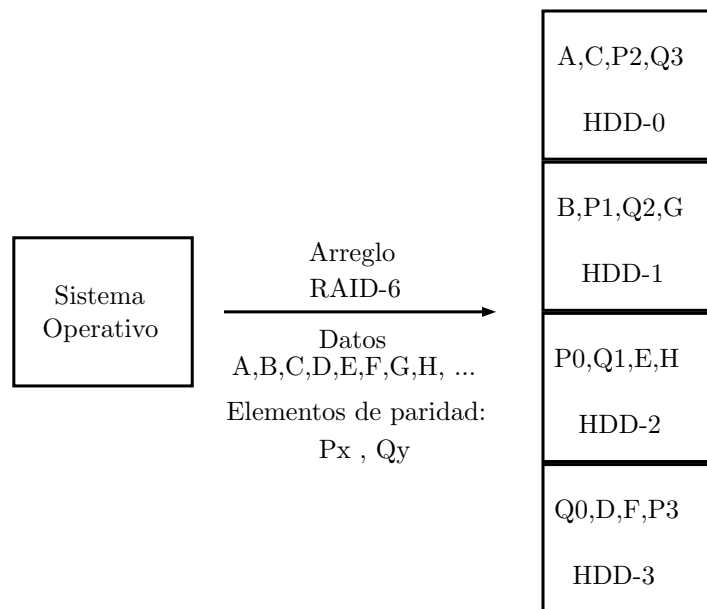 Sistema
Operativo
Arreglo
RAID-6
Datos
A,B,C,D,E,F,G,H, ...
Elementos de paridad:
Px , Qy
A,C,P2,Q3
HDD-0
B,P1,Q2,G
HDD-1
P0,Q1,E,H
HDD-2
Q0,D,F,P3
HDD-3